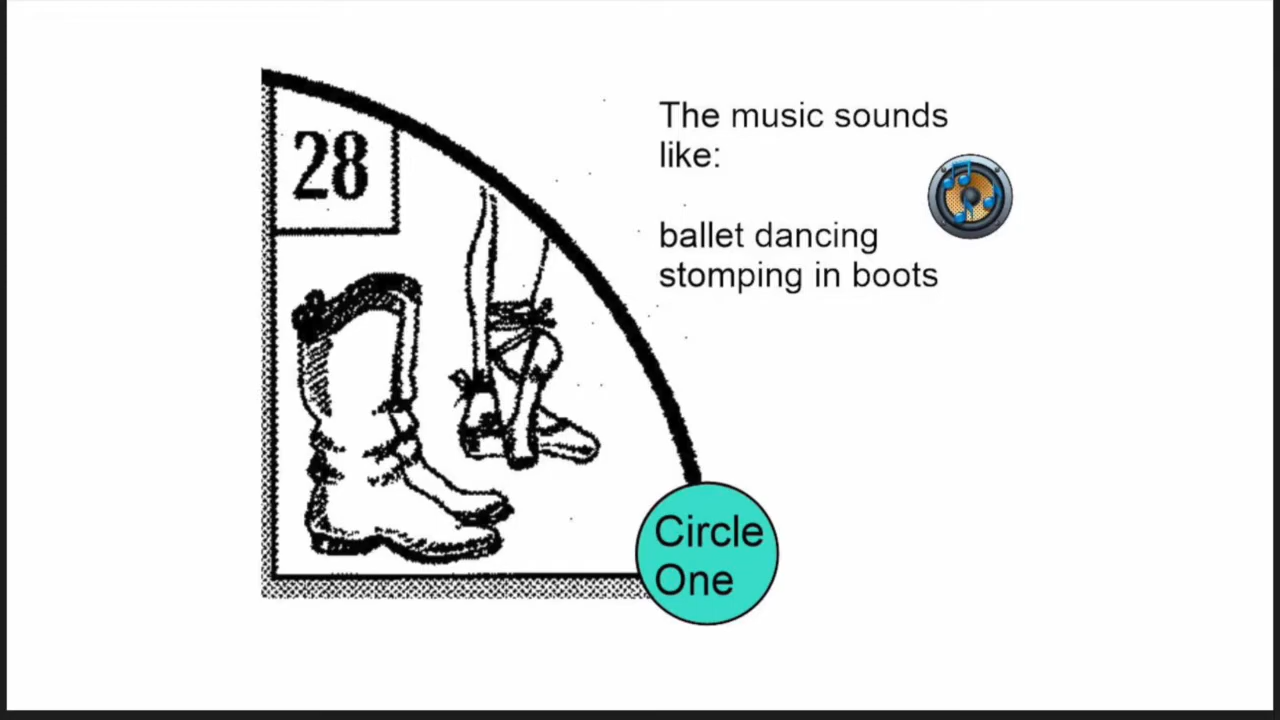 28
The music sounds
like:
ballet dancing
stomping in boots
Circle
One